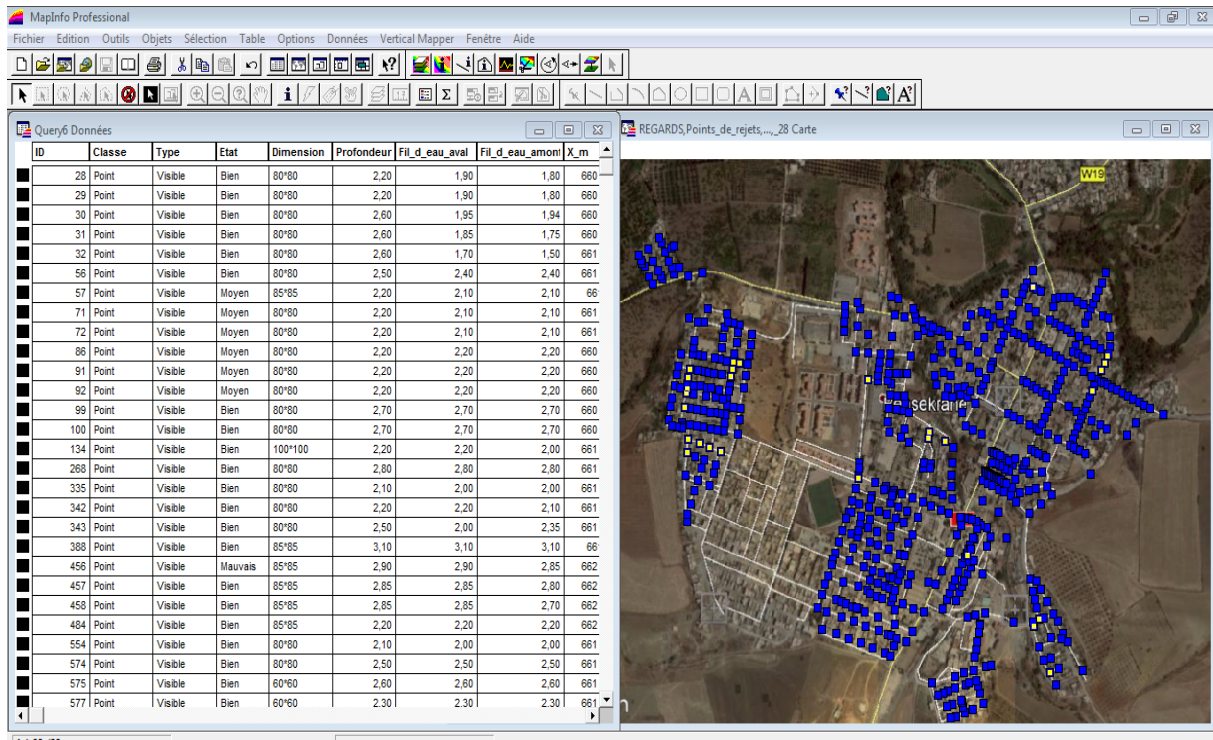 MapInfo Professional
Fichier Edition Outils Objets Sélection Table Options Données Vertical Mapper Fenêtre Aide
Query6 Données
ID Classe Type Etat Dimension Profondeur Fil_d_eau_aval Fil_d_eau_amont X_m
28 Point Visible Bien 80*80 2,20 1,90 1,80 660
29 Point Visible Bien 80*80 2,20 1,90 1,80 660
30 Point Visible Bien 80*80 2,60 1,95 1,94 660
31 Point Visible Bien 80*80 2,60 1,85 1,75 660
32 Point Visible Bien 80*80 2,60 1,70 1,50 661
56 Point Visible Bien 80*80 2,50 2,40 2,40 661
57 Point Visible Moyen 85*85 2,20 2,10 2,10 66
71 Point Visible Moyen 80*80 2,20 2,10 2,10 661
72 Point Visible Moyen 80*80 2,20 2,10 2,10 661
86 Point Visible Moyen 80*80 2,20 2,20 2,20 660
91 Point Visible Moyen 80*80 2,20 2,20 2,20 660
92 Point Visible Moyen 80*80 2,20 2,20 2,20 660
99 Point Visible Bien 80*80 2,70 2,70 2,70 660
100 Point Visible Bien 80*80 2,70 2,70 2,70 660
134 Point Visible Bien 100*100 2,20 2,20 2,00 661
268 Point Visible Bien 80*80 2,80 2,80 2,80 661
335 Point Visible Bien 80*80 2,10 2,00 2,00 661
342 Point Visible Bien 80*80 2,20 2,20 2,10 661
343 Point Visible Bien 80*80 2,50 2,00 2,35 661
388 Point Visible Bien 85*85 3,10 3,10 3,10 66
456 Point Visible Mauvais 85*85 2,90 2,90 2,85 662
457 Point Visible Bien 85*85 2,85 2,85 2,80 662
458 Point Visible Bien 85*85 2,85 2,85 2,70 662
484 Point Visible Bien 85*85 2,20 2,20 2,20 662
554 Point Visible Bien 80*80 2,10 2,00 2,00 661
574 Point Visible Bien 80*80 2,50 2,50 2,50 661
575 Point Visible Bien 60*60 2,60 2,60 2,60 661
577 Point Visible Bien 60*60 2,30 2,30 2,30 661
REGARDS,Points_de_rejets,...,_28 Carte
W19
sekrane